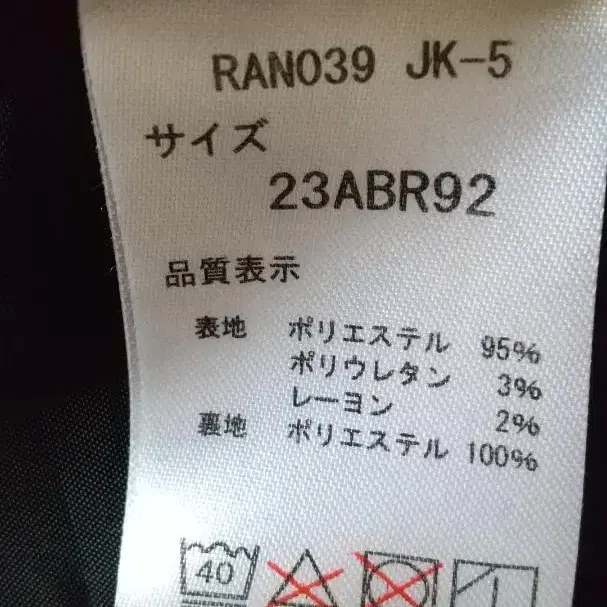 RANO39 JK-5
サイズ
23ABR92
品質表示
表地 ポリエステル 95%
ポリウレタン 3%
レーヨン 2%
裏地 ポリエステル 100%
40